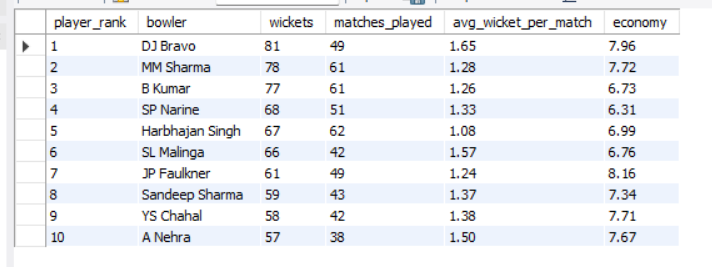 player_rank bowler wickets matches_played avg_wicket_per_match economy
1 DJ Bravo 81 49 1.65 7.96
2 MM Sharma 78 61 1.28 7.72
3 B Kumar 77 61 1.26 6.73
4 SP Narine 68 51 1.33 6.31
5 Harbhajan Singh 67 62 1.08 6.99
6 SL Malinga 66 42 1.57 6.76
7 JP Faulkner 61 49 1.24 8.16
8 Sandeep Sharma 59 43 1.37 7.34
9 YS Chahal 58 42 1.38 7.71
10 A Nehra 57 38 1.50 7.67